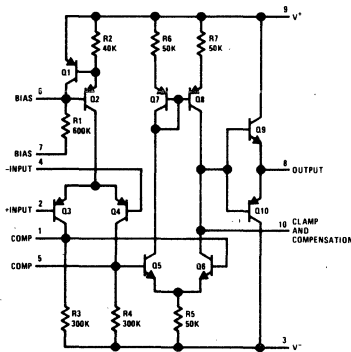 9 V+
R2 40K
R6 50K
R7 50K
Q1
BIAS 6
Q2
Q7
Q8
R1 600K
Q9
BIAS 7
-INPUT 4
8 OUTPUT
+INPUT 2
Q3
Q4
Q10
COMP 1
10 CLAMP AND COMPENSATION
COMP 5
Q5
Q6
R3 300K
R4 300K
R5 50K
3 V-